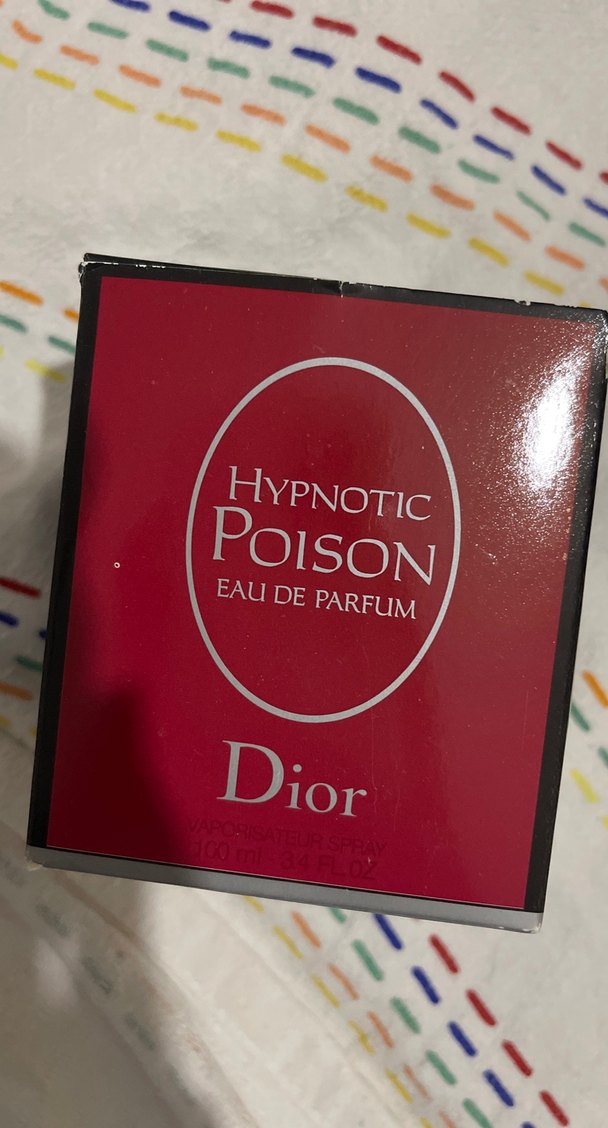 HYPNOTIC
POISON
EAU DE PARFUM
Dior
VAPORISATEUR SPRAY
100 ml - 3.4 FL.OZ